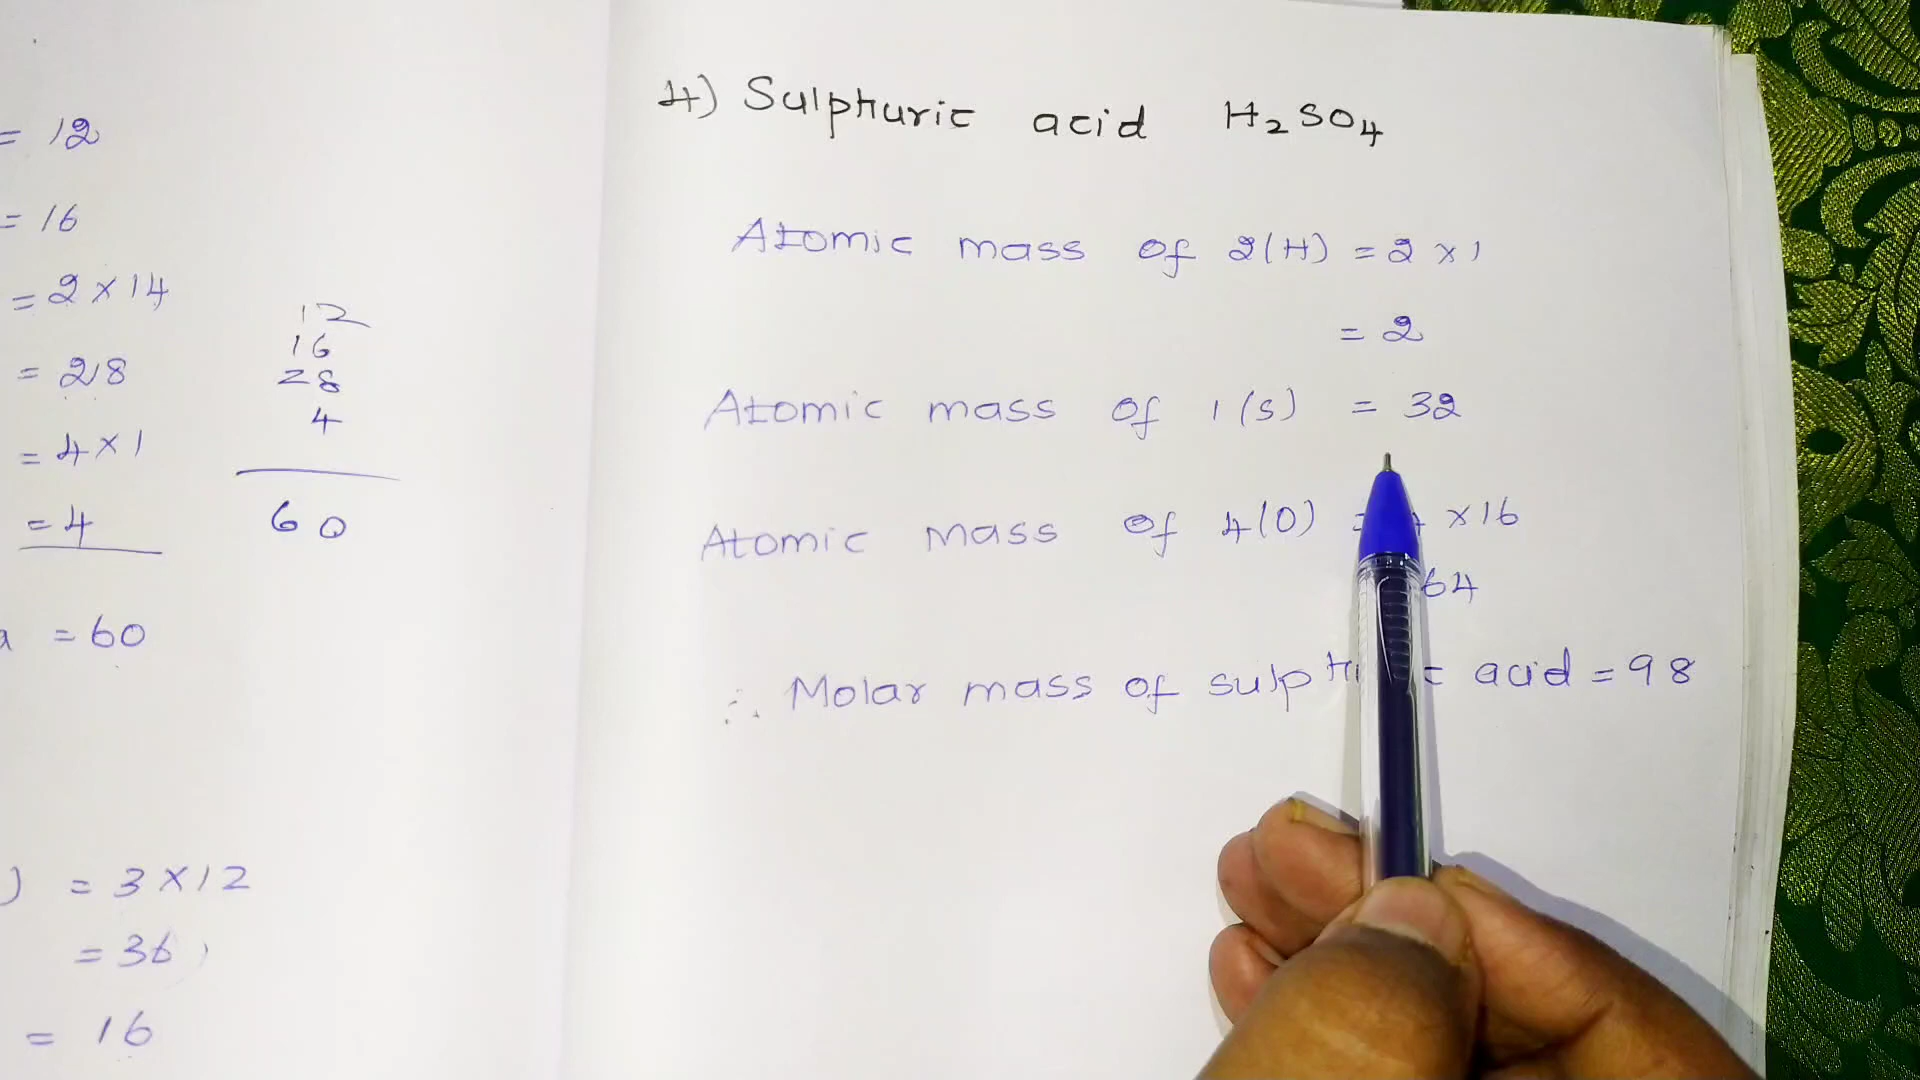 = 12
= 16
= 2 × 14
= 28
= 4 × 1
= 4
= 60
12
16
28
4
60
) = 3 × 12
= 36
= 16
4) Sulphuric acid H₂SO₄
Atomic mass of 2(H) = 2 × 1
= 2
Atomic mass of 1(S) = 32
Atomic mass of 4(O) = × 16
64
∴ Molar mass of acid = 98